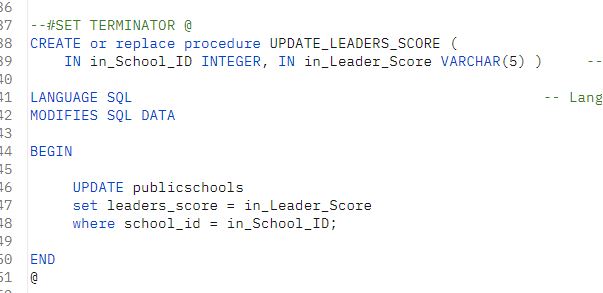 36
37 --#SET TERMINATOR @
38 CREATE or replace procedure UPDATE_LEADERS_SCORE (
39 IN in_School_ID INTEGER, IN in_Leader_Score VARCHAR(5) ) --
40
41 LANGUAGE SQL -- Lang
42 MODIFIES SQL DATA
43
44 BEGIN
45
46 UPDATE publicschools
47 set leaders_score = in_Leader_Score
48 where school_id = in_School_ID;
49
50 END
51 @